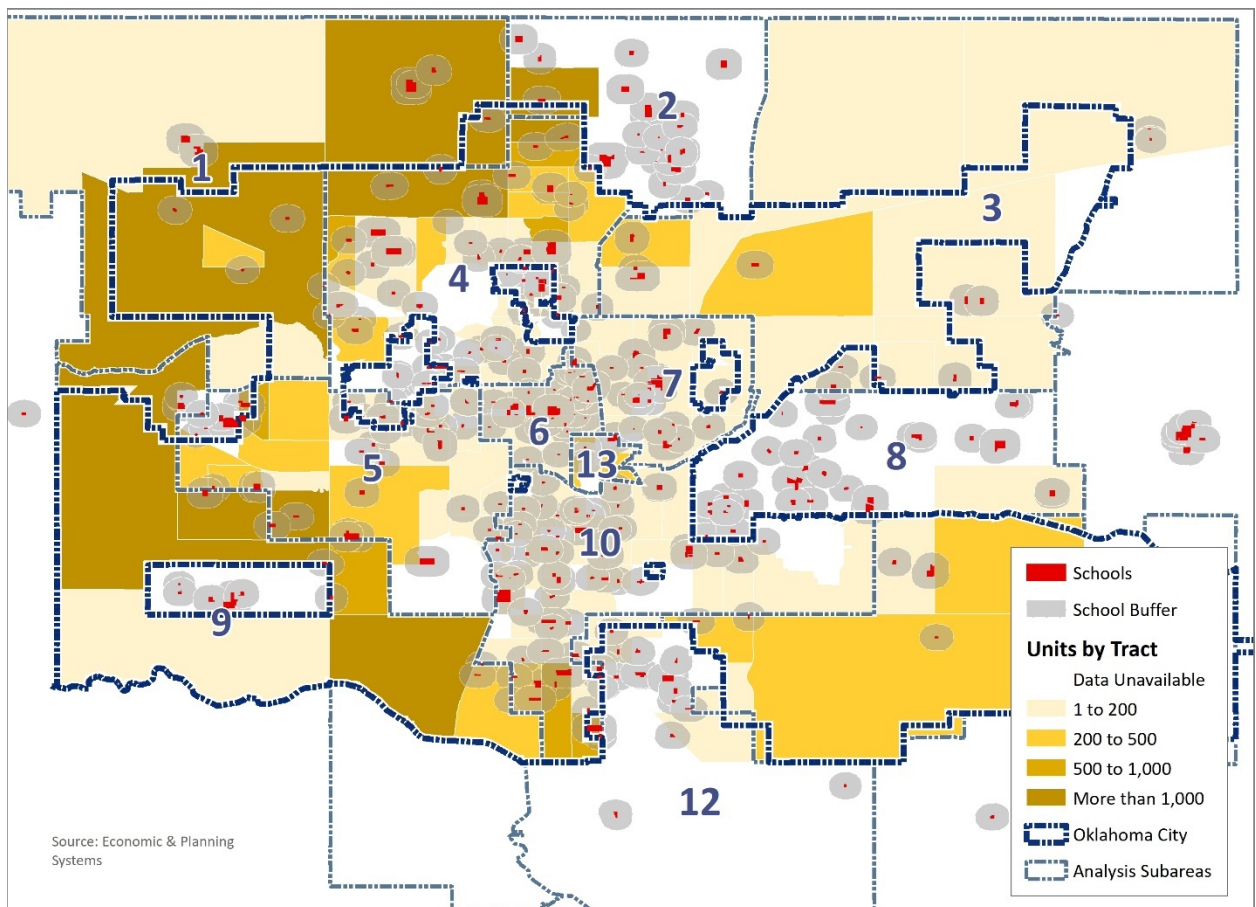 2
1
3
4
7
6
13
5
8
10
9
12
Schools
School Buffer
Units by Tract
Data Unavailable
1 to 200
200 to 500
500 to 1,000
More than 1,000
Oklahoma City
Analysis Subareas
Source: Economic & Planning
Systems